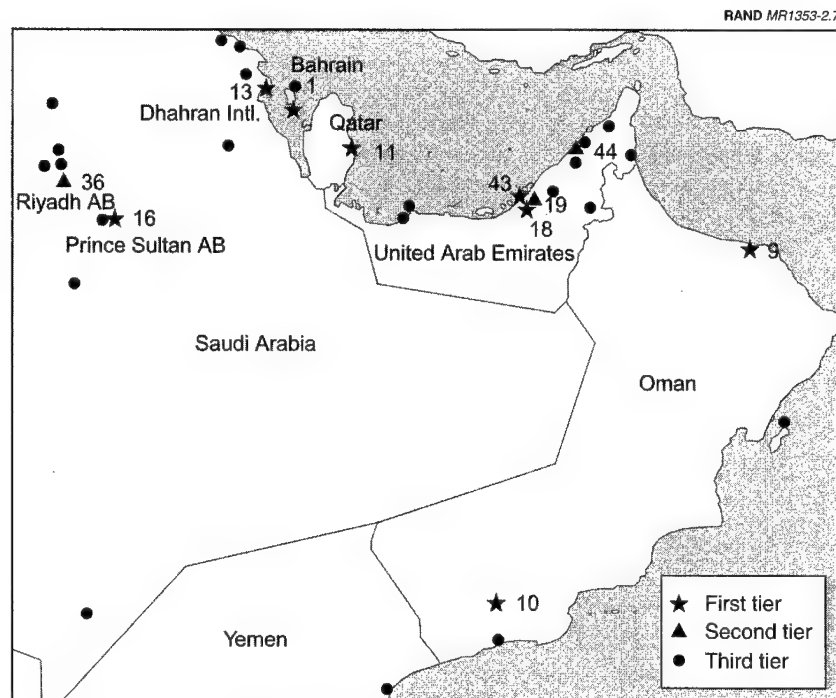 RAND MR1353-2.7
Bahrain
1
13
Dhahran Intl.
Qatar
11
44
36
43
Riyadh AB
19
16
18
Prince Sultan AB
United Arab Emirates
9
Saudi Arabia
Oman
10
First tier
Second tier
Third tier
Yemen